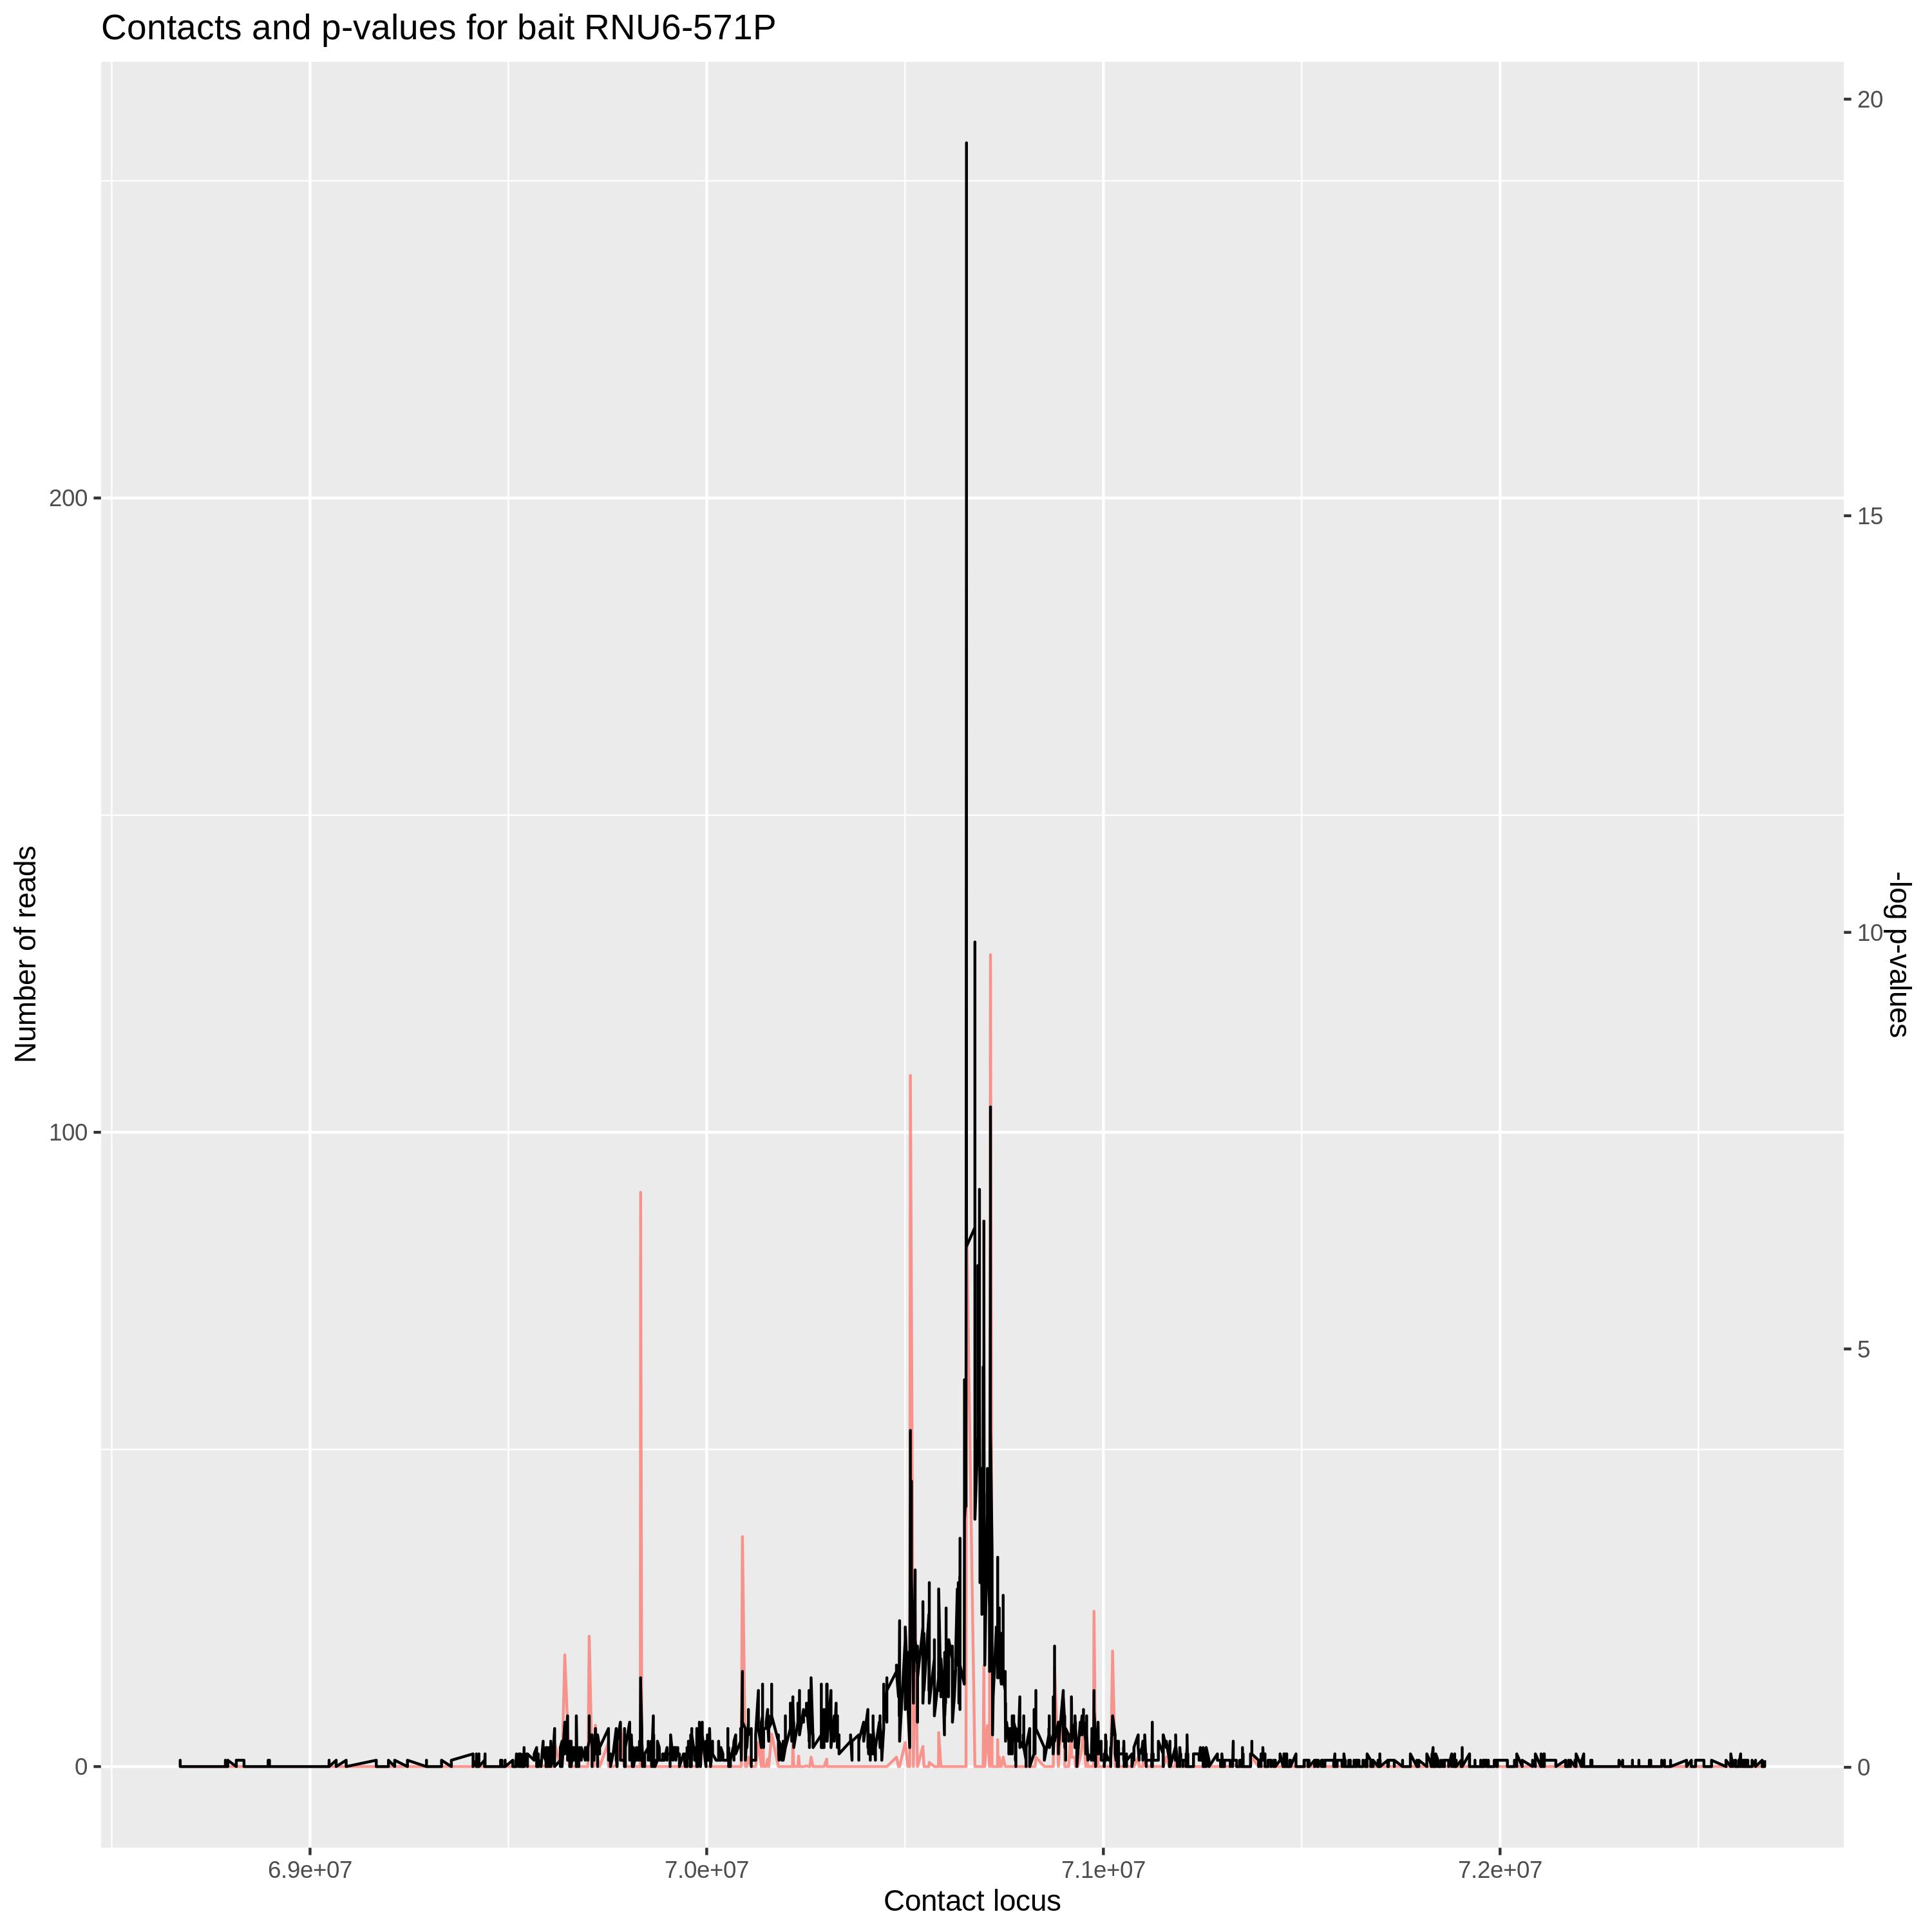 Contacts and p-values for bait RNU6-571P
Number of reads
200
100
0
20
15
10
5
0
-log p-values
6.9e+07
7.0e+07
7.1e+07
7.2e+07
Contact locus